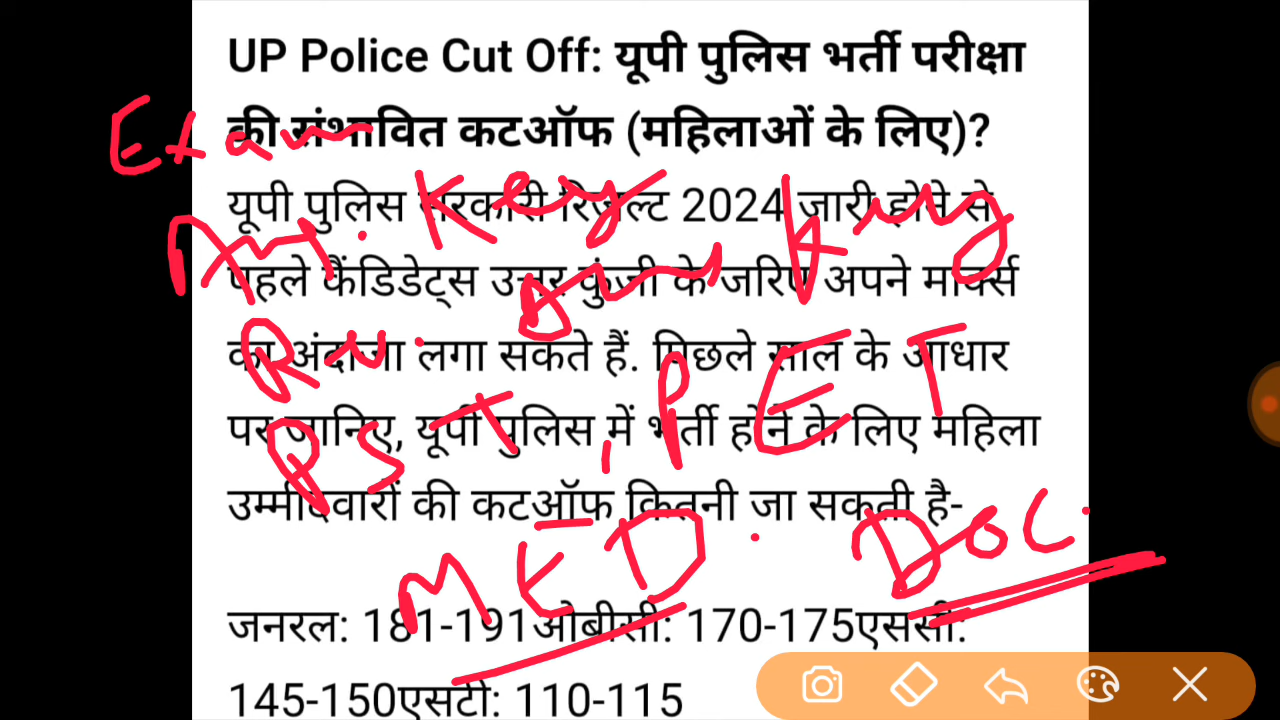 UP Police Cut Off: यूपी पुलिस भर्ती परीक्षा
की संभावित कटऑफ (महिलाओं के लिए)?
Exam
यूपी पुलिस सरकारी रिजल्ट 2024 जारी होने से
Key
पहले कैंडिडेट्स उत्तर कुंजी के जरिए अपने मार्क्स
का अंदाजा लगा सकते हैं. पिछले साल के आधार
पर जानिए, यूपी पुलिस में भर्ती होने के लिए महिला
PST, PET
उम्मीदवारों की कटऑफ कितनी जा सकती है-
MED. DOC.
जनरल: 181-191ओबीसी: 170-175एससी:
145-150एसटी: 110-115